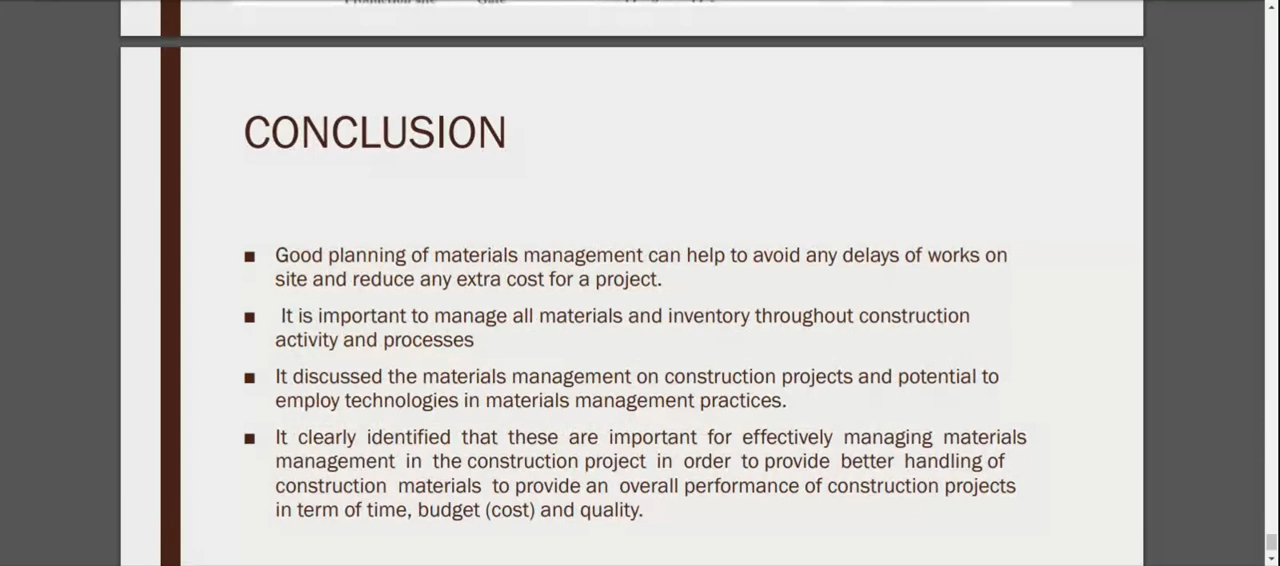 CONCLUSION
■ Good planning of materials management can help to avoid any delays of works on
site and reduce any extra cost for a project.
■ It is important to manage all materials and inventory throughout construction
activity and processes
■ It discussed the materials management on construction projects and potential to
employ technologies in materials management practices.
■ It clearly identified that these are important for effectively managing materials
management in the construction project in order to provide better handling of
construction materials to provide an overall performance of construction projects
in term of time, budget (cost) and quality.